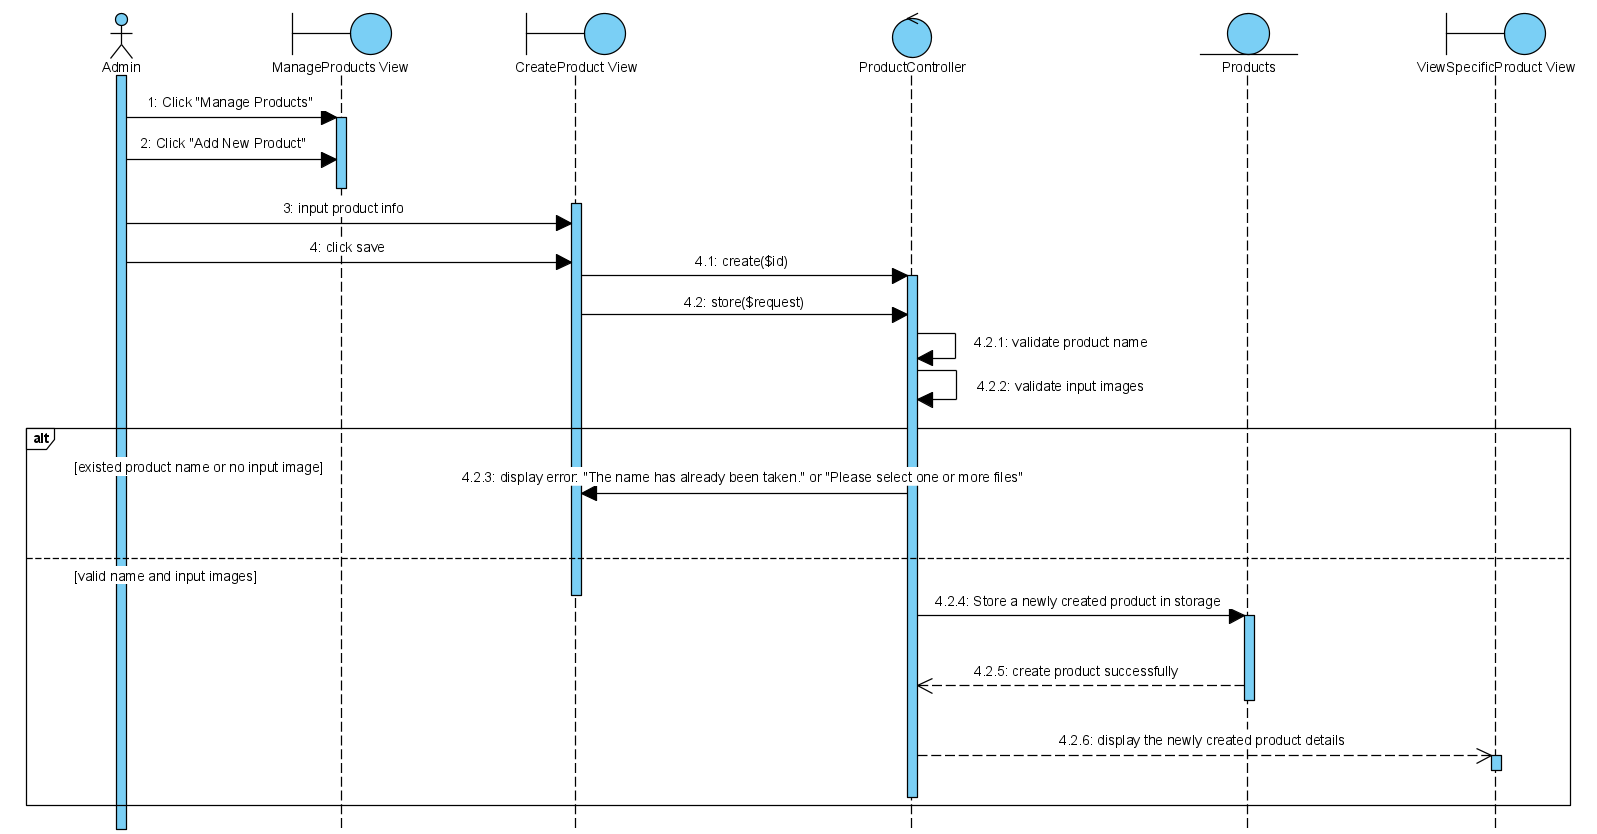 Admin
ManageProducts View
CreateProduct View
ProductController
Products
ViewSpecificProduct View
1: Click "Manage Products"
2: Click "Add New Product"
3: input product info
4: click save
4.1: create($id)
4.2: store($request)
4.2.1: validate product name
4.2.2: validate input images
alt
[existed product name or no input image]
4.2.3: display error: "The name has already been taken." or "Please select one or more files"
[valid name and input images]
4.2.4: Store a newly created product in storage
4.2.5: create product successfully
4.2.6: display the newly created product details